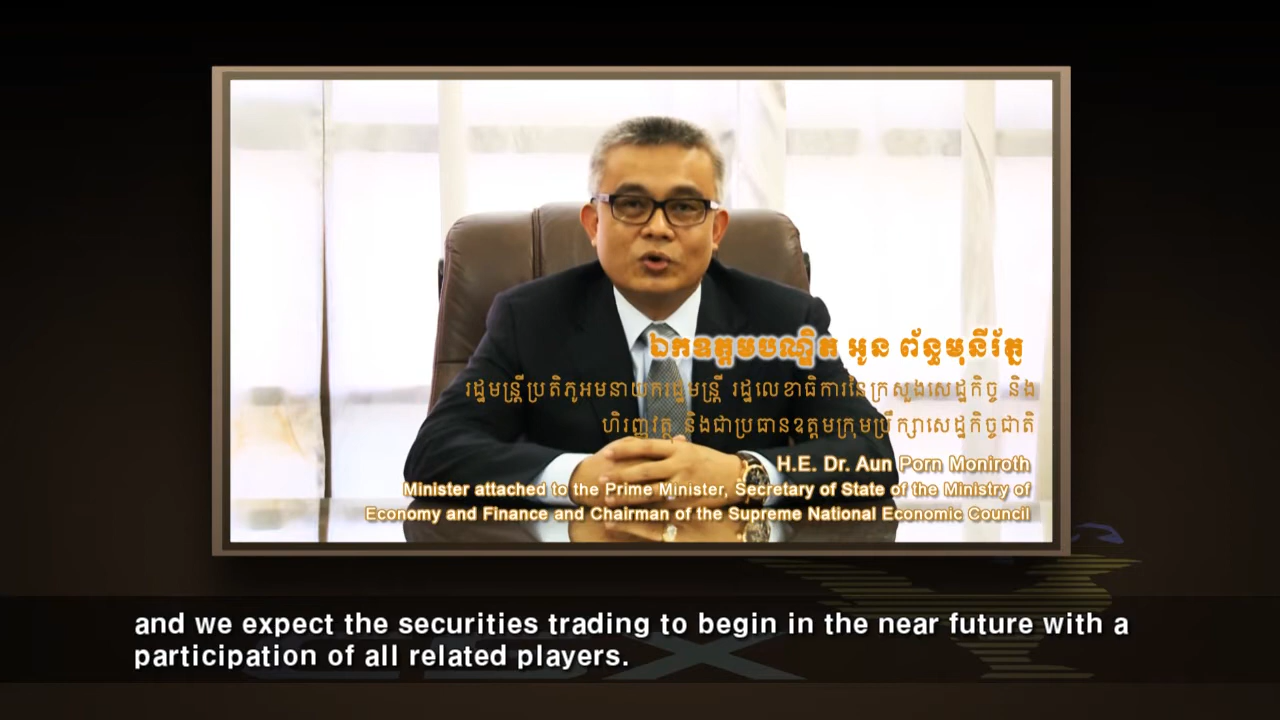 ឯកឧត្តមបណ្ឌិត អូន ព័ន្ធមុនីរ័ត្ន
រដ្ឋមន្ត្រីប្រតិភូអមនាយករដ្ឋមន្ត្រី រដ្ឋលេខាធិការនៃក្រសួងសេដ្ឋកិច្ច និង
ហិរញ្ញវត្ថុ និងជាប្រធានឧត្តមក្រុមប្រឹក្សាសេដ្ឋកិច្ចជាតិ
H.E. Dr. Aun Porn Moniroth
Minister attached to the Prime Minister, Secretary of State of the Ministry of
Economy and Finance and Chairman of the Supreme National Economic Council
and we expect the securities trading to begin in the near future with a
participation of all related players.